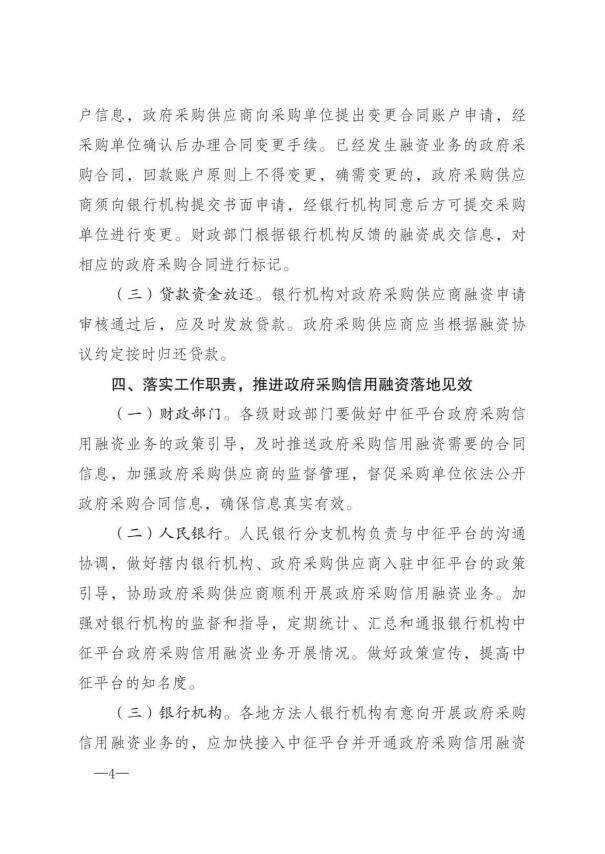 户信息，政府采购供应商向采购单位提出变更合同账户申请，经
采购单位确认后办理合同变更手续。已经发生融资业务的政府采
购合同，回款账户原则上不得变更，确需变更的，政府采购供应
商须向银行机构提交书面申请，经银行机构同意后方可提交采购
单位进行变更。财政部门根据银行机构反馈的融资成交信息，对
相应的政府采购合同进行标记。
（三）贷款资金放还。银行机构对政府采购供应商融资申请
审核通过后，应及时发放贷款。政府采购供应商应当根据融资协
议约定按时归还贷款。
四、落实工作职责，推进政府采购信用融资落地见效
（一）财政部门。各级财政部门要做好中征平台政府采购信
用融资业务的政策引导，及时推送政府采购信用融资需要的合同
信息，加强政府采购供应商的监督管理，督促采购单位依法公开
政府采购合同信息，确保信息真实有效。
（二）人民银行。人民银行分支机构负责与中征平台的沟通
协调，做好辖内银行机构、政府采购供应商入驻中征平台的政策
引导，协助政府采购供应商顺利开展政府采购信用融资业务。加
强对银行机构的监督和指导，定期统计、汇总和通报银行机构中
征平台政府采购信用融资业务开展情况。做好政策宣传，提高中
征平台的知名度。
（三）银行机构。各地方法人银行机构有意向开展政府采购
信用融资业务的，应加快接入中征平台并开通政府采购信用融资
—4—